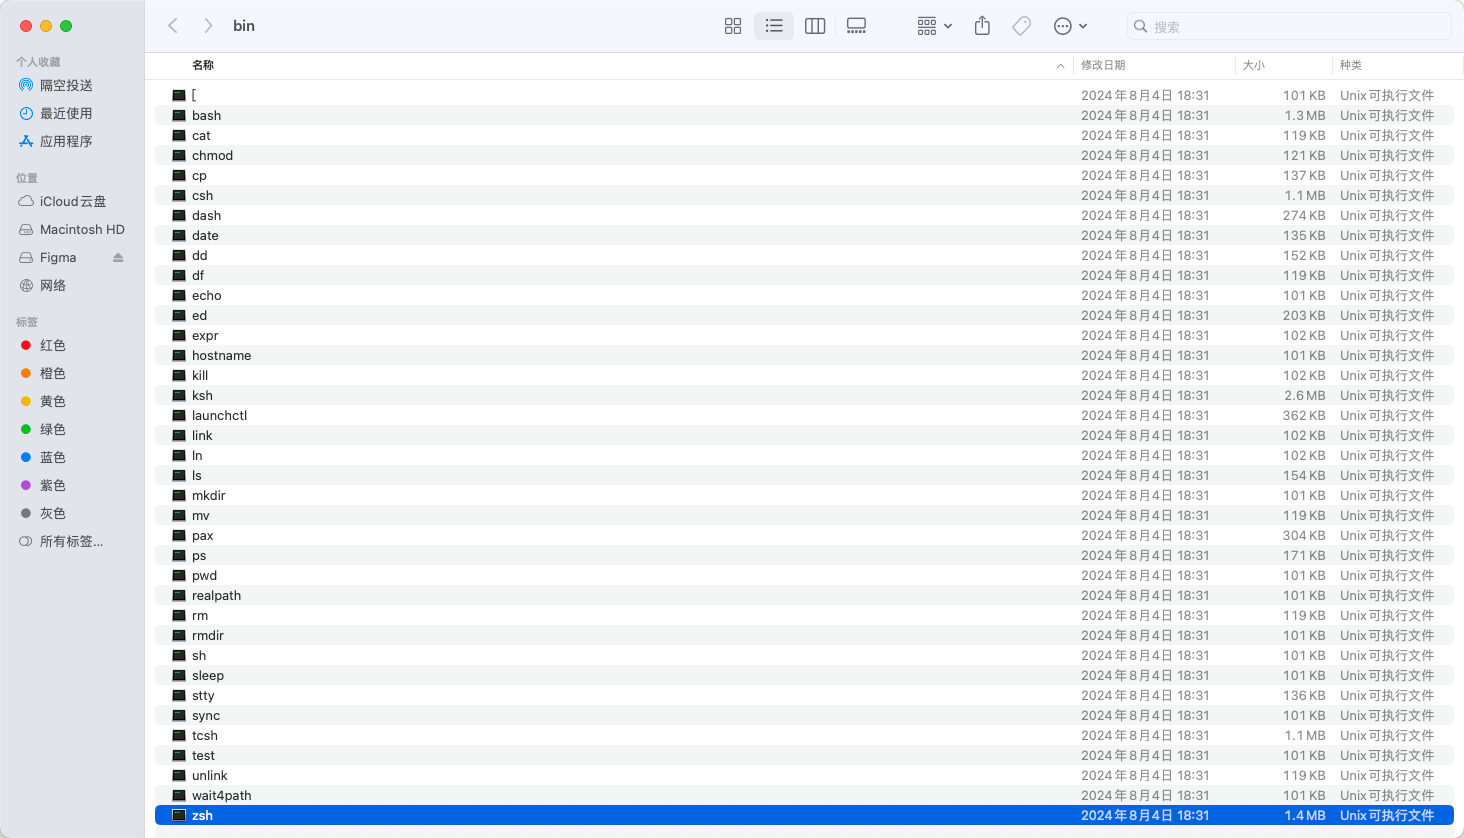 bin
搜索
个人收藏
隔空投送
最近使用
应用程序
位置
iCloud云盘
Macintosh HD
Figma
网络
标签
红色
橙色
黄色
绿色
蓝色
紫色
灰色
所有标签...
名称 修改日期 大小 种类
[ 2024年8月4日 18:31 101 KB Unix可执行文件
bash 2024年8月4日 18:31 1.3 MB Unix可执行文件
cat 2024年8月4日 18:31 119 KB Unix可执行文件
chmod 2024年8月4日 18:31 121 KB Unix可执行文件
cp 2024年8月4日 18:31 137 KB Unix可执行文件
csh 2024年8月4日 18:31 1.1 MB Unix可执行文件
dash 2024年8月4日 18:31 274 KB Unix可执行文件
date 2024年8月4日 18:31 135 KB Unix可执行文件
dd 2024年8月4日 18:31 152 KB Unix可执行文件
df 2024年8月4日 18:31 119 KB Unix可执行文件
echo 2024年8月4日 18:31 101 KB Unix可执行文件
ed 2024年8月4日 18:31 203 KB Unix可执行文件
expr 2024年8月4日 18:31 102 KB Unix可执行文件
hostname 2024年8月4日 18:31 101 KB Unix可执行文件
kill 2024年8月4日 18:31 102 KB Unix可执行文件
ksh 2024年8月4日 18:31 2.6 MB Unix可执行文件
launchctl 2024年8月4日 18:31 362 KB Unix可执行文件
link 2024年8月4日 18:31 102 KB Unix可执行文件
ln 2024年8月4日 18:31 102 KB Unix可执行文件
ls 2024年8月4日 18:31 154 KB Unix可执行文件
mkdir 2024年8月4日 18:31 101 KB Unix可执行文件
mv 2024年8月4日 18:31 119 KB Unix可执行文件
pax 2024年8月4日 18:31 304 KB Unix可执行文件
ps 2024年8月4日 18:31 171 KB Unix可执行文件
pwd 2024年8月4日 18:31 101 KB Unix可执行文件
realpath 2024年8月4日 18:31 101 KB Unix可执行文件
rm 2024年8月4日 18:31 119 KB Unix可执行文件
rmdir 2024年8月4日 18:31 101 KB Unix可执行文件
sh 2024年8月4日 18:31 101 KB Unix可执行文件
sleep 2024年8月4日 18:31 101 KB Unix可执行文件
stty 2024年8月4日 18:31 136 KB Unix可执行文件
sync 2024年8月4日 18:31 101 KB Unix可执行文件
tcsh 2024年8月4日 18:31 1.1 MB Unix可执行文件
test 2024年8月4日 18:31 101 KB Unix可执行文件
unlink 2024年8月4日 18:31 119 KB Unix可执行文件
wait4path 2024年8月4日 18:31 101 KB Unix可执行文件
zsh 2024年8月4日 18:31 1.4 MB Unix可执行文件